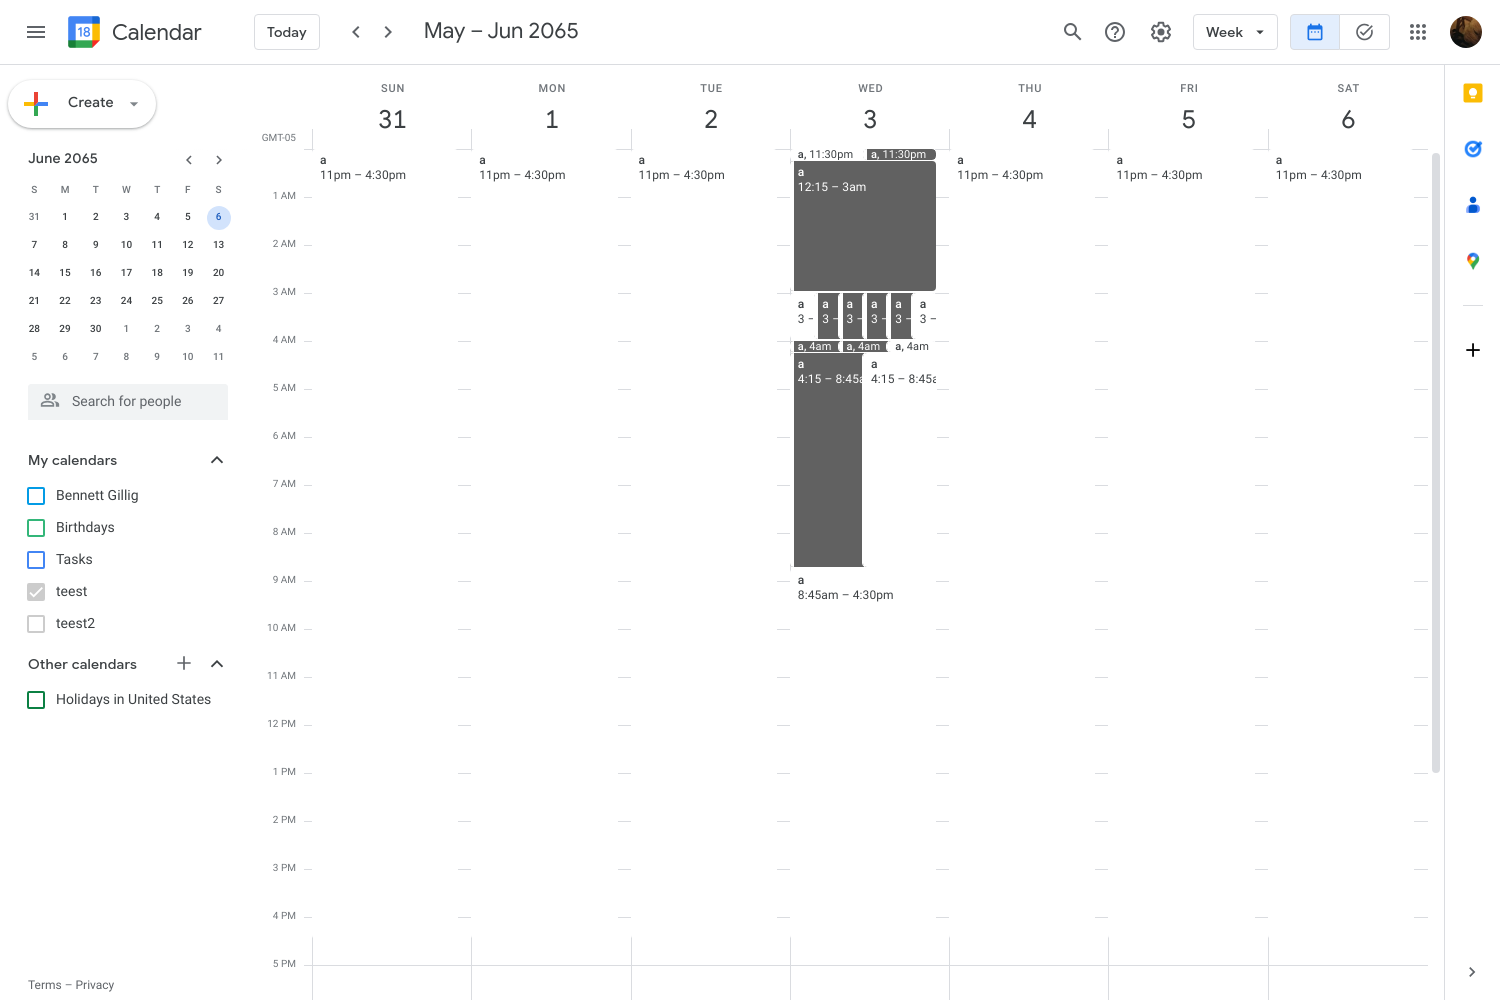 18 Calendar Today May – Jun 2065 Week
Create
SUN MON TUE WED THU FRI SAT
31 1 2 3 4 5 6
GMT-05
June 2065
S M T W T F S
31 1 2 3 4 5 6
7 8 9 10 11 12 13
14 15 16 17 18 19 20
21 22 23 24 25 26 27
28 29 30 1 2 3 4
5 6 7 8 9 10 11
Search for people
My calendars
Bennett Gillig
Birthdays
Tasks
teest
teest2
Other calendars
Holidays in United States
Terms – Privacy
1 AM
2 AM
3 AM
4 AM
5 AM
6 AM
7 AM
8 AM
9 AM
10 AM
11 AM
12 PM
1 PM
2 PM
3 PM
4 PM
5 PM
a
11pm – 4:30pm
a
11pm – 4:30pm
a
11pm – 4:30pm
a, 11:30pm a, 11:30pm
a
12:15 – 3am
a a a a a a
3 – 3 – 3 – 3 – 3 – 3 –
a, 4am a, 4am a, 4am
a a
4:15 – 8:45a 4:15 – 8:45a
a
8:45am – 4:30pm
a
11pm – 4:30pm
a
11pm – 4:30pm
a
11pm – 4:30pm